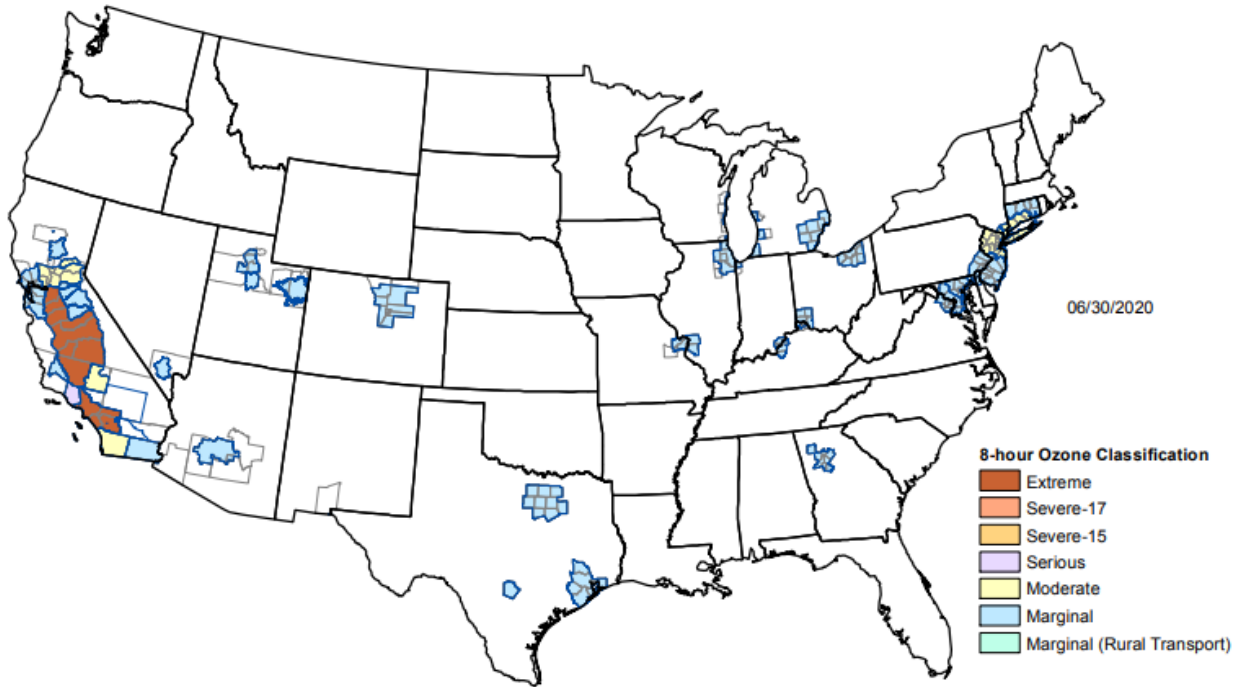 06/30/2020
8-hour Ozone Classification
Extreme
Severe-17
Severe-15
Serious
Moderate
Marginal
Marginal (Rural Transport)